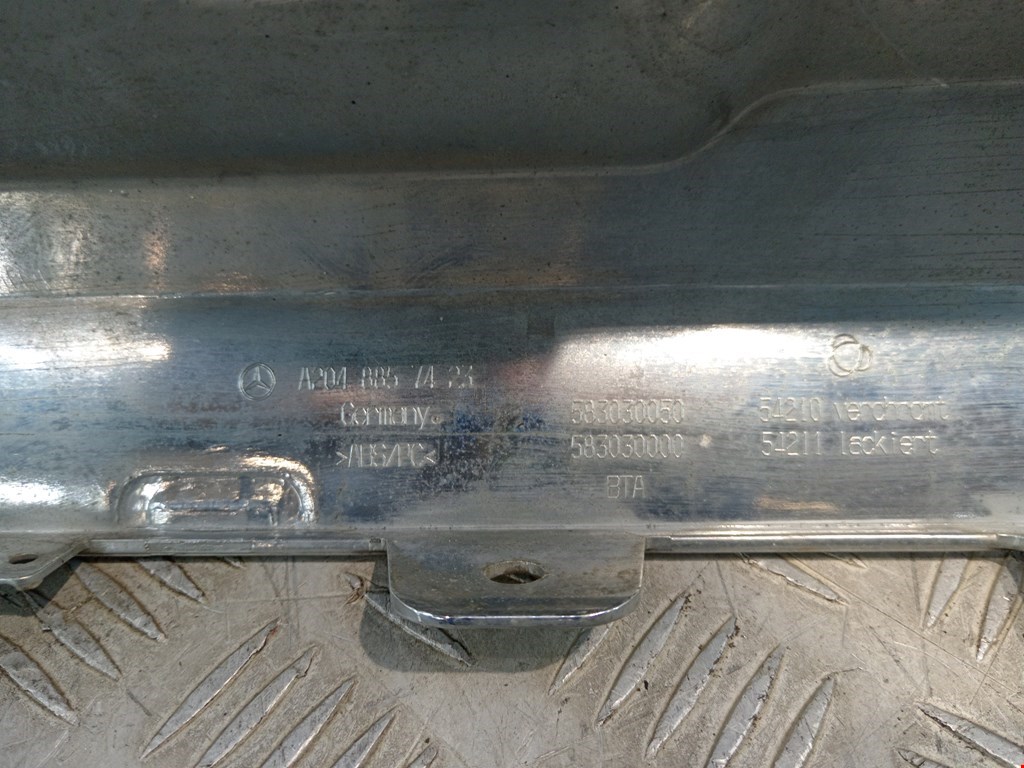 A204 885 74 23
Germany
>ABS/PC<
583030050
583030000
BTA
54210 verchromt
54211 lackiert